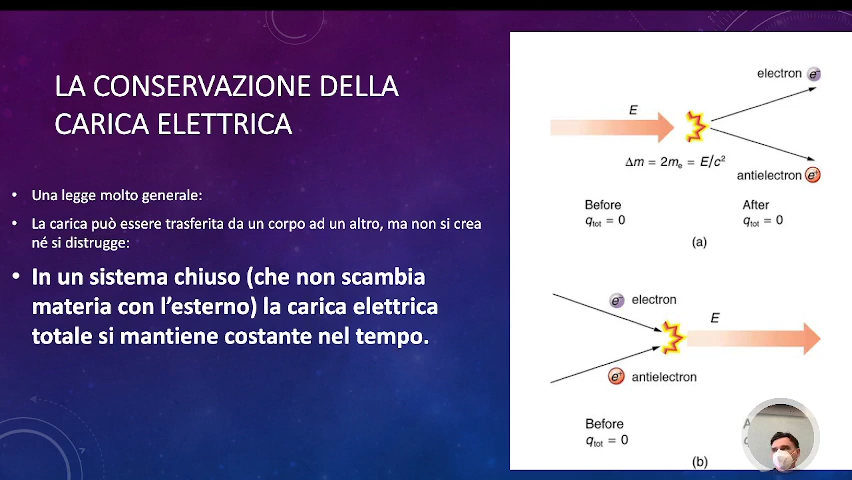 LA CONSERVAZIONE DELLA
CARICA ELETTRICA
• Una legge molto generale:
• La carica può essere trasferita da un corpo ad un altro, ma non si crea
né si distrugge:
• In un sistema chiuso (che non scambia
materia con l'esterno) la carica elettrica
totale si mantiene costante nel tempo.
electron e⁻
E
Δm = 2mₑ = E/c²
antielectron e⁺
Before
q_tot = 0
After
q_tot = 0
(a)
e⁻ electron
E
e⁺ antielectron
Before
q_tot = 0
(b)